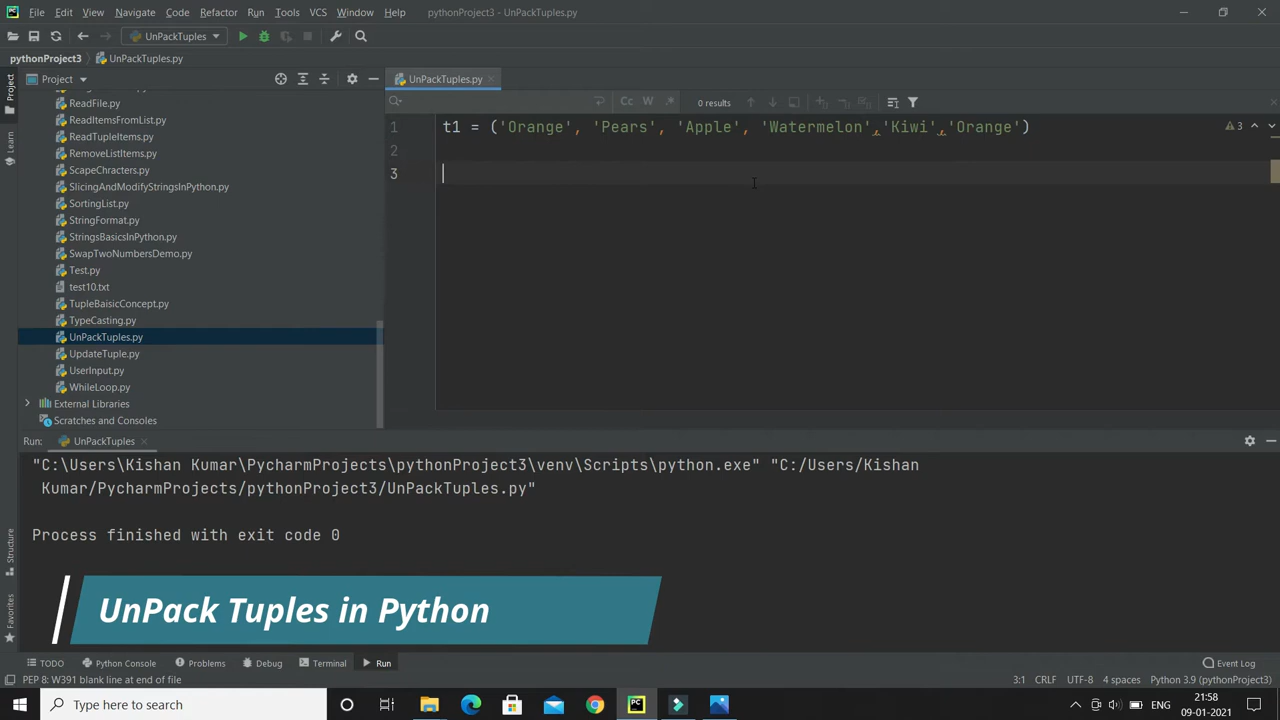 File Edit View Navigate Code Refactor Run Tools VCS Window Help pythonProject3 - UnPackTuples.py
UnPackTuples
pythonProject3 UnPackTuples.py
Project
UnPackTuples.py
Project
Learn
Structure
Favorites
ReadFile.py
ReadItemsFromList.py
ReadTupleItems.py
RemoveListItems.py
ScapeChracters.py
SlicingAndModifyStringsInPython.py
SortingList.py
StringFormat.py
StringsBasicsInPython.py
SwapTwoNumbersDemo.py
Test.py
test10.txt
TupleBaisicConcept.py
TypeCasting.py
UnPackTuples.py
UpdateTuple.py
UserInput.py
WhileLoop.py
External Libraries
Scratches and Consoles
Cc W .* 0 results
1 t1 = ('Orange', 'Pears', 'Apple', 'Watermelon','Kiwi','Orange')
3
2
3
Run: UnPackTuples
"C:\Users\Kishan Kumar\PycharmProjects\pythonProject3\venv\Scripts\python.exe" "C:/Users/Kishan
Kumar/PycharmProjects/pythonProject3/UnPackTuples.py"
Process finished with exit code 0
UnPack Tuples in Python
TODO Python Console Problems Debug Terminal Run Event Log
PEP 8: W391 blank line at end of file 3:1 CRLF UTF-8 4 spaces Python 3.9 (pythonProject3)
Type here to search
PC
ENG
21:58
09-01-2021